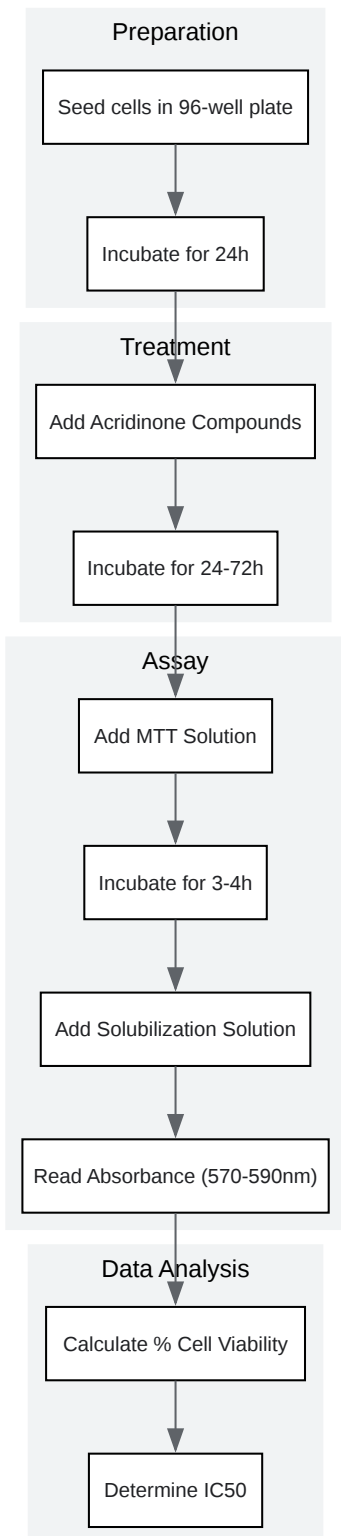 Preparation
Seed cells in 96-well plate
Incubate for 24h
Treatment
Add Acridinone Compounds
Incubate for 24-72h
Assay
Add MTT Solution
Incubate for 3-4h
Add Solubilization Solution
Read Absorbance (570-590nm)
Data Analysis
Calculate % Cell Viability
Determine IC50